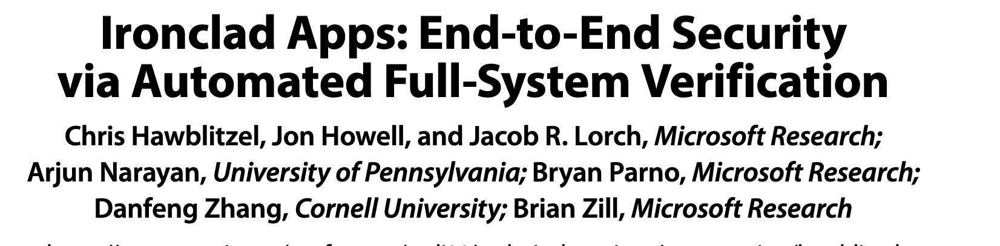 Ironclad Apps: End-to-End Security
via Automated Full-System Verification
Chris Hawblitzel, Jon Howell, and Jacob R. Lorch, Microsoft Research;
Arjun Narayan, University of Pennsylvania; Bryan Parno, Microsoft Research;
Danfeng Zhang, Cornell University; Brian Zill, Microsoft Research